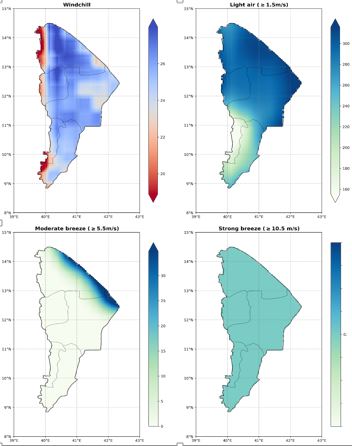 Windchill
Light air (≥ 1.5m/s)
15°N
14°N
13°N
12°N
11°N
10°N
9°N
8°N
39°E 40°E 41°E 42°E 43°E
26
24
22
20
15°N
14°N
13°N
12°N
11°N
10°N
9°N
8°N
39°E 40°E 41°E 42°E 43°E
300
280
260
240
220
200
180
160
Moderate breeze (≥ 5.5m/s)
Strong breeze (≥ 10.5 m/s)
15°N
14°N
13°N
12°N
11°N
10°N
9°N
8°N
39°E 40°E 41°E 42°E 43°E
30
25
20
15
10
5
0
15°N
14°N
13°N
12°N
11°N
10°N
9°N
8°N
39°E 40°E 41°E 42°E 43°E
0